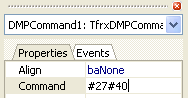 DMPCommand1: TfrxDMPComma
Properties Events
Align baNone
Command #27#40